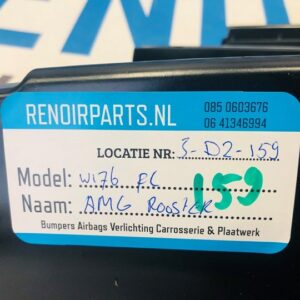 RENOIRPARTS.NL
085 0603676
06 41346994
LOCATIE NR: 3-D2-159
Model: W176 FL
159
Naam: AMG ROOSTER
Bumpers Airbags Verlichting Carrosserie & Plaatwerk